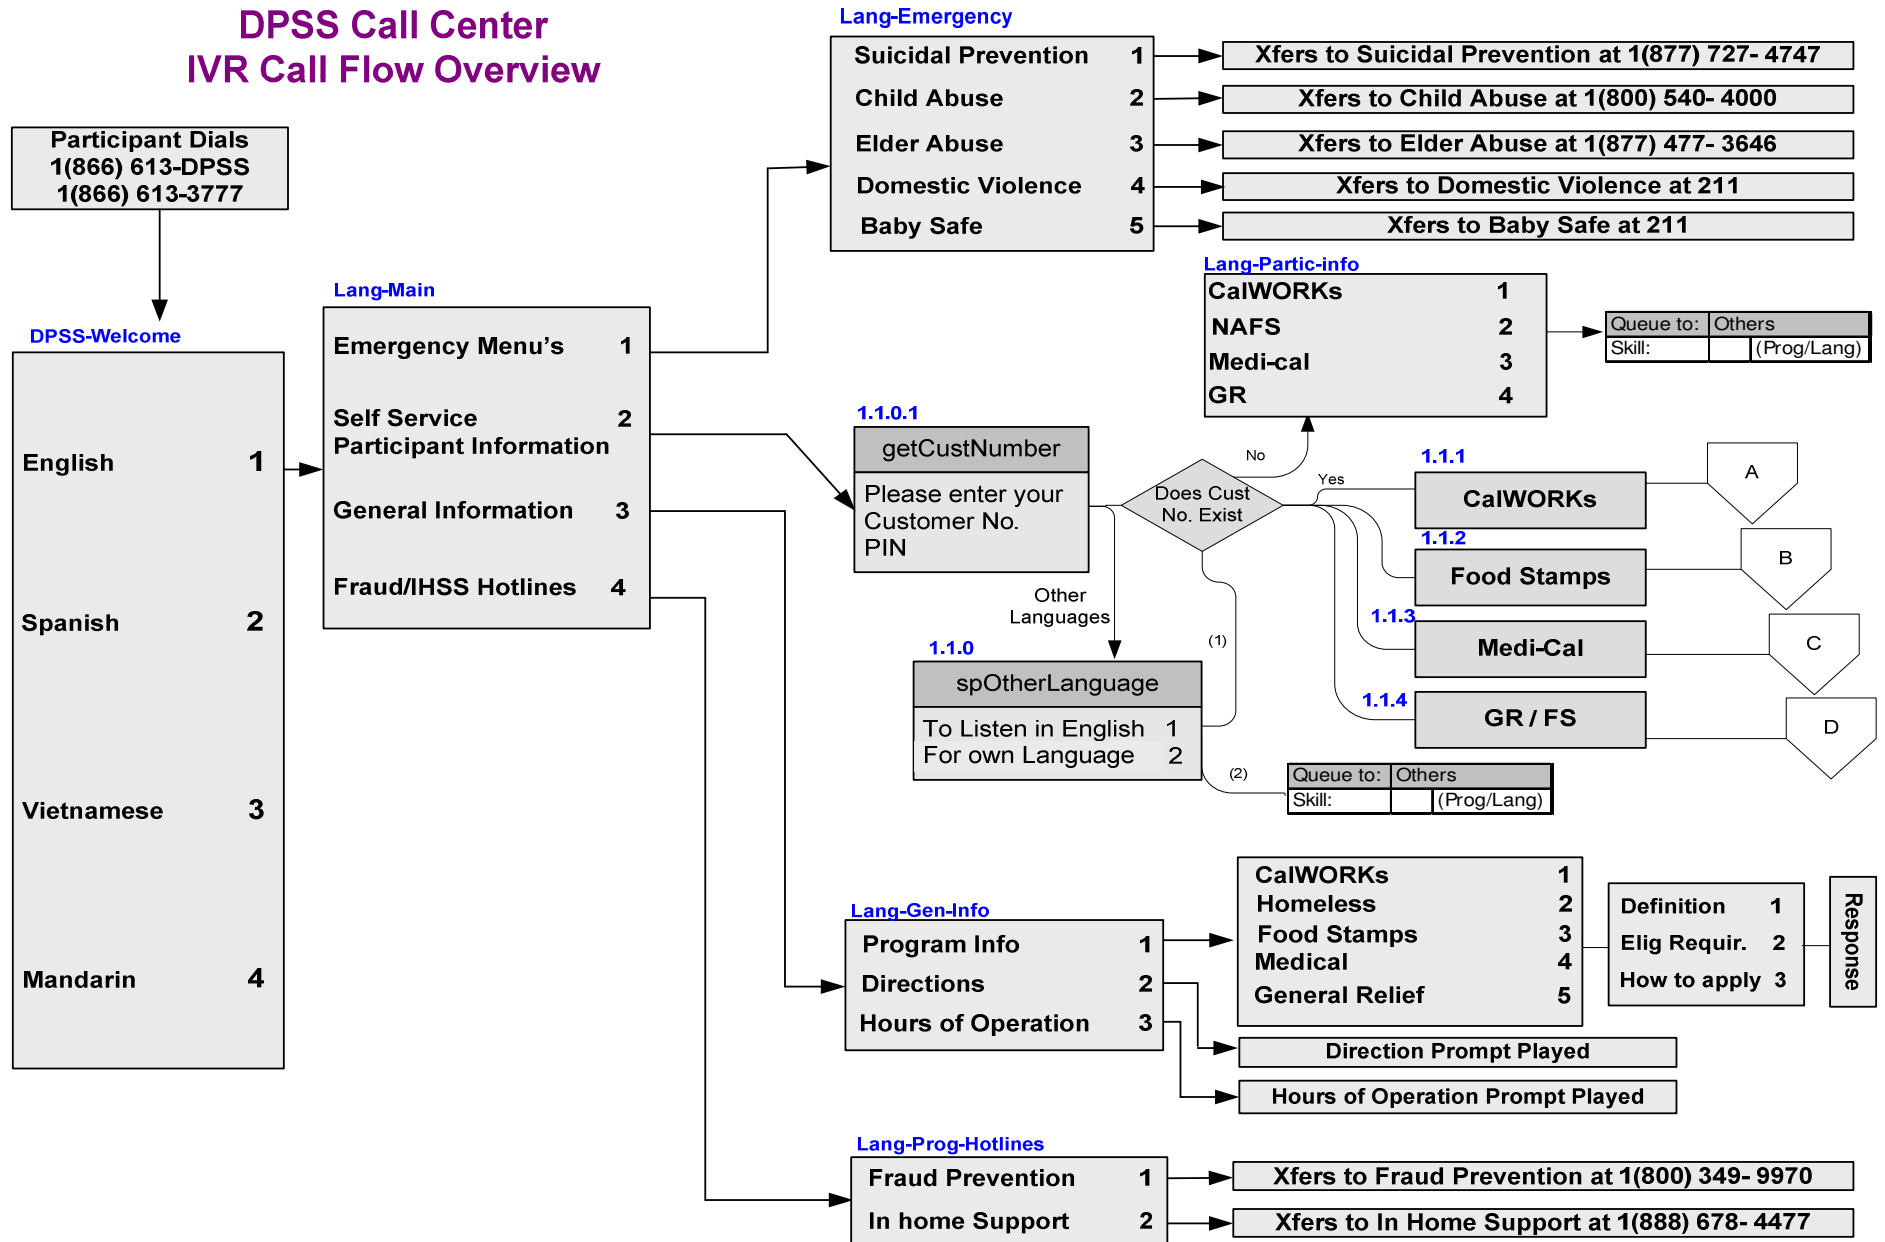 DPSS Call Center
IVR Call Flow Overview
Participant Dials
1(866) 613-DPSS
1(866) 613-3777
DPSS-Welcome
English 1
Spanish 2
Vietnamese 3
Mandarin 4
Lang-Main
Emergency Menu's 1
Self Service 2
Participant Information
General Information 3
Fraud/IHSS Hotlines 4
Lang-Emergency
Suicidal Prevention 1
Child Abuse 2
Elder Abuse 3
Domestic Violence 4
Baby Safe 5
Xfers to Suicidal Prevention at 1(877) 727- 4747
Xfers to Child Abuse at 1(800) 540- 4000
Xfers to Elder Abuse at 1(877) 477- 3646
Xfers to Domestic Violence at 211
Xfers to Baby Safe at 211
Lang-Partic-info
CalWORKs 1
NAFS 2
Medi-cal 3
GR 4
Queue to: Others
Skill: (Prog/Lang)
1.1.0.1
getCustNumber
Please enter your
Customer No.
PIN
Does Cust
No. Exist
No
Yes
Other
Languages
(1)
1.1.0
spOtherLanguage
To Listen in English 1
For own Language 2
(2)
Queue to: Others
Skill: (Prog/Lang)
1.1.1
CalWORKs
A
1.1.2
Food Stamps
B
1.1.3
Medi-Cal
C
1.1.4
GR / FS
D
Lang-Gen-Info
Program Info 1
Directions 2
Hours of Operation 3
CalWORKs 1
Homeless 2
Food Stamps 3
Medical 4
General Relief 5
Definition 1
Elig Requir. 2
How to apply 3
Response
Direction Prompt Played
Hours of Operation Prompt Played
Lang-Prog-Hotlines
Fraud Prevention 1
In home Support 2
Xfers to Fraud Prevention at 1(800) 349- 9970
Xfers to In Home Support at 1(888) 678- 4477